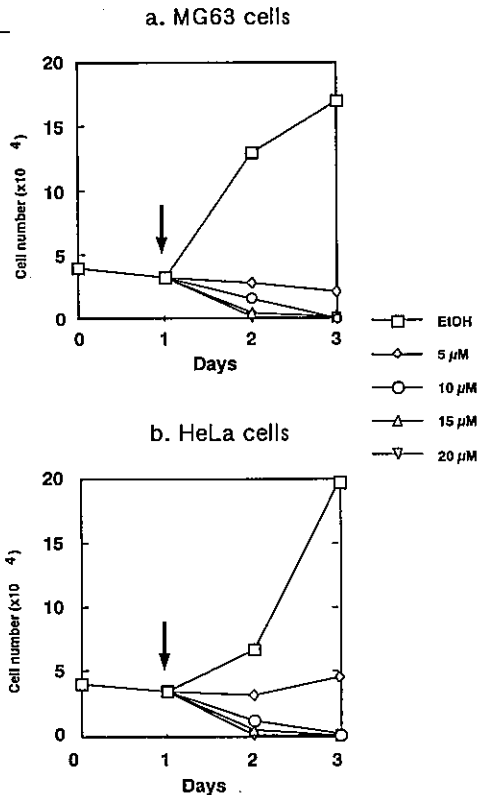 a. MG63 cells
20
15
10
5
0
Cell number (x10 4)
0 1 2 3
Days
EtOH
5 µM
10 µM
15 µM
20 µM
b. HeLa cells
20
15
10
5
0
Cell number (x10 4)
0 1 2 3
Days